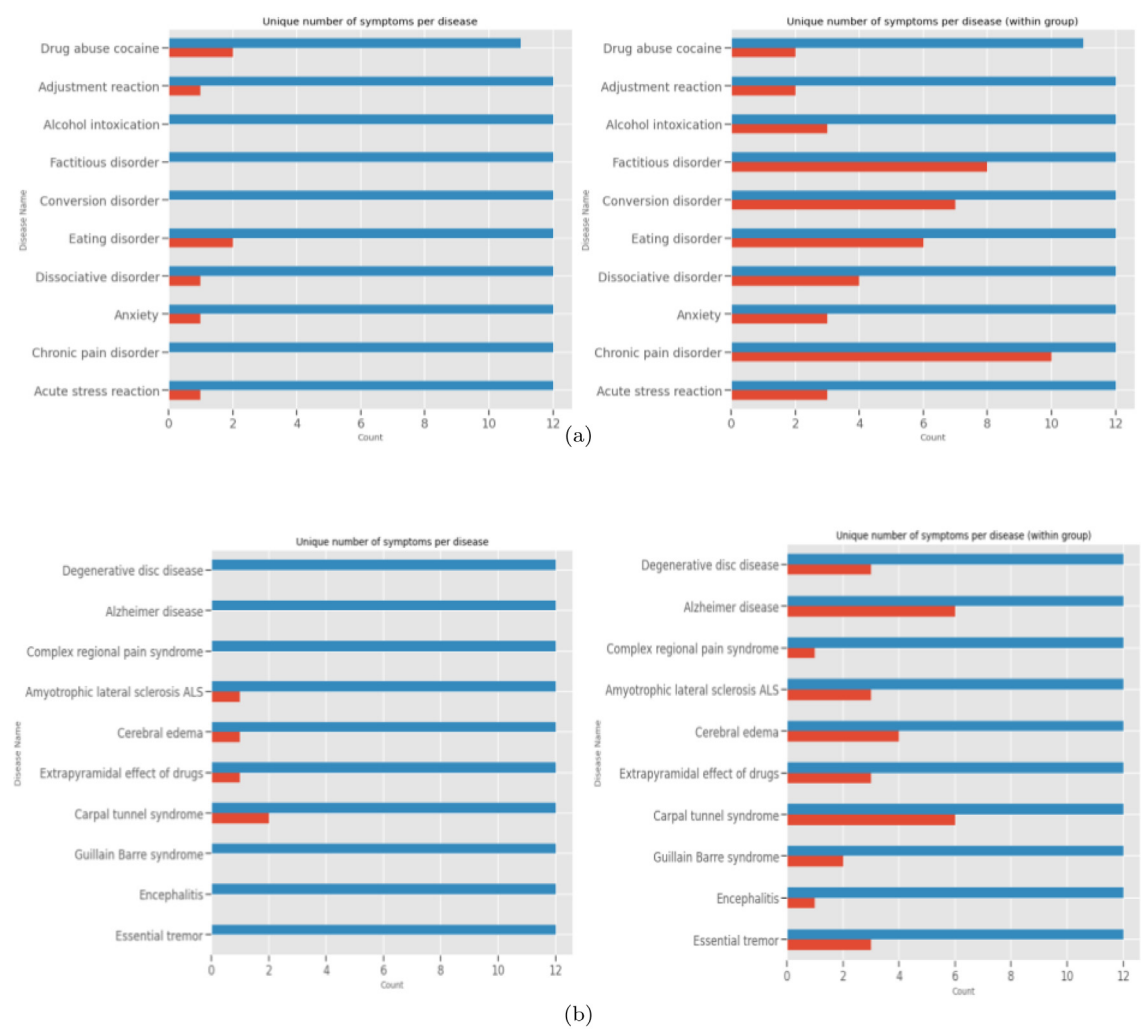 Unique number of symptoms per disease
Drug abuse cocaine
Adjustment reaction
Alcohol intoxication
Factitious disorder
Conversion disorder
Eating disorder
Dissociative disorder
Anxiety
Chronic pain disorder
Acute stress reaction
Disease Name
0 2 4 6 8 10 12
Count
Unique number of symptoms per disease (within group)
Drug abuse cocaine
Adjustment reaction
Alcohol intoxication
Factitious disorder
Conversion disorder
Eating disorder
Dissociative disorder
Anxiety
Chronic pain disorder
Acute stress reaction
Disease Name
0 2 4 6 8 10 12
Count
(a)
Unique number of symptoms per disease
Degenerative disc disease
Alzheimer disease
Complex regional pain syndrome
Amyotrophic lateral sclerosis ALS
Cerebral edema
Extrapyramidal effect of drugs
Carpal tunnel syndrome
Guillain Barre syndrome
Encephalitis
Essential tremor
Disease Name
0 2 4 6 8 10 12
Count
Unique number of symptoms per disease (within group)
Degenerative disc disease
Alzheimer disease
Complex regional pain syndrome
Amyotrophic lateral sclerosis ALS
Cerebral edema
Extrapyramidal effect of drugs
Carpal tunnel syndrome
Guillain Barre syndrome
Encephalitis
Essential tremor
Disease Name
0 2 4 6 8 10 12
Count
(b)